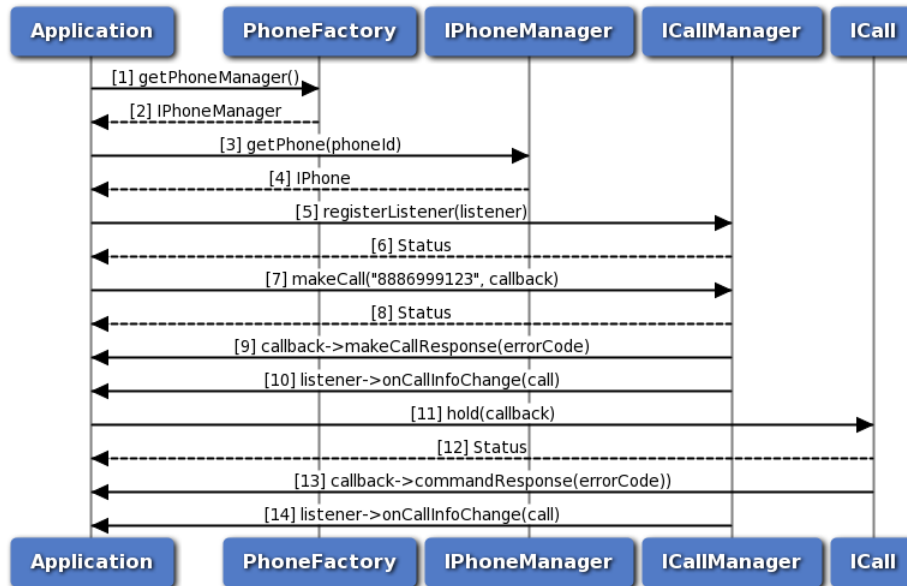 Application PhoneFactory IPhoneManager ICallManager ICall
[1] getPhoneManager()
[2] IPhoneManager
[3] getPhone(phoneId)
[4] IPhone
[5] registerListener(listener)
[6] Status
[7] makeCall("8886999123", callback)
[8] Status
[9] callback->makeCallResponse(errorCode)
[10] listener->onCallInfoChange(call)
[11] hold(callback)
[12] Status
[13] callback->commandResponse(errorCode))
[14] listener->onCallInfoChange(call)
Application PhoneFactory IPhoneManager ICallManager ICall